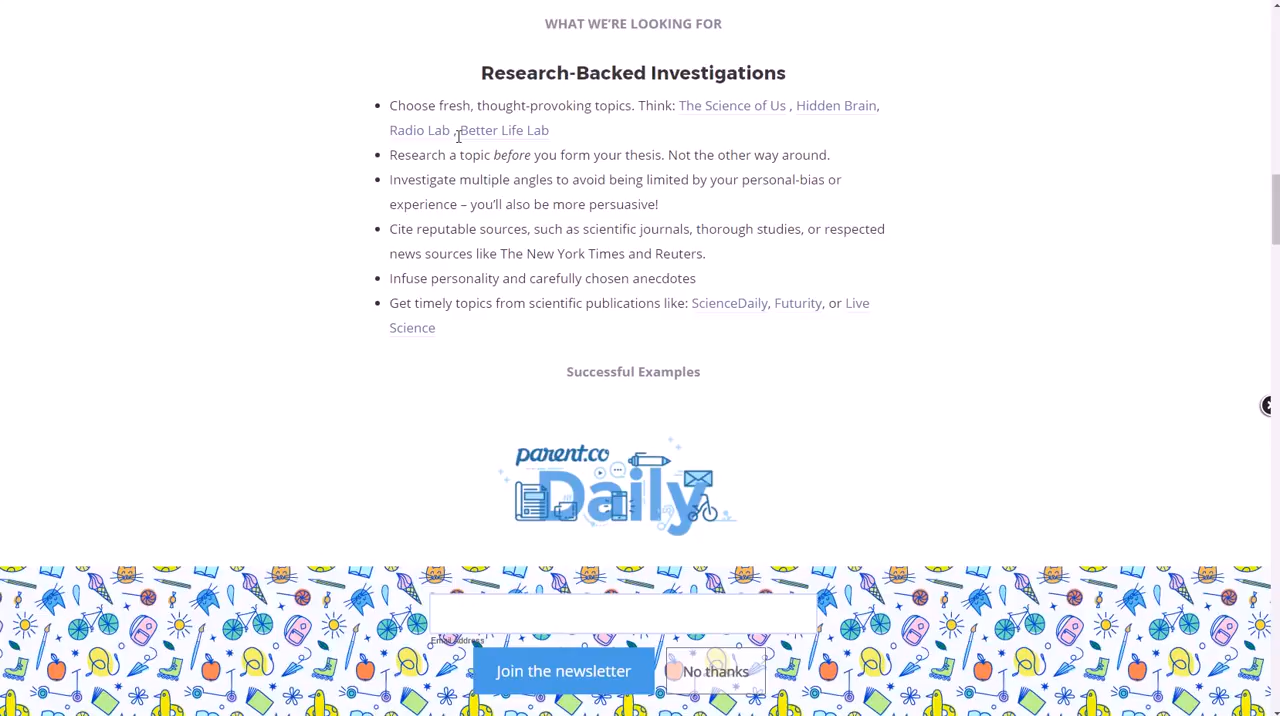 WHAT WE'RE LOOKING FOR
Research-Backed Investigations
Choose fresh, thought-provoking topics. Think: The Science of Us , Hidden Brain,
Radio Lab , Better Life Lab
Research a topic before you form your thesis. Not the other way around.
Investigate multiple angles to avoid being limited by your personal-bias or
experience – you'll also be more persuasive!
Cite reputable sources, such as scientific journals, thorough studies, or respected
news sources like The New York Times and Reuters.
Infuse personality and carefully chosen anecdotes
Get timely topics from scientific publications like: ScienceDaily, Futurity, or Live
Science
Successful Examples
parent.co
Daily
Email Address
Join the newsletter
No thanks